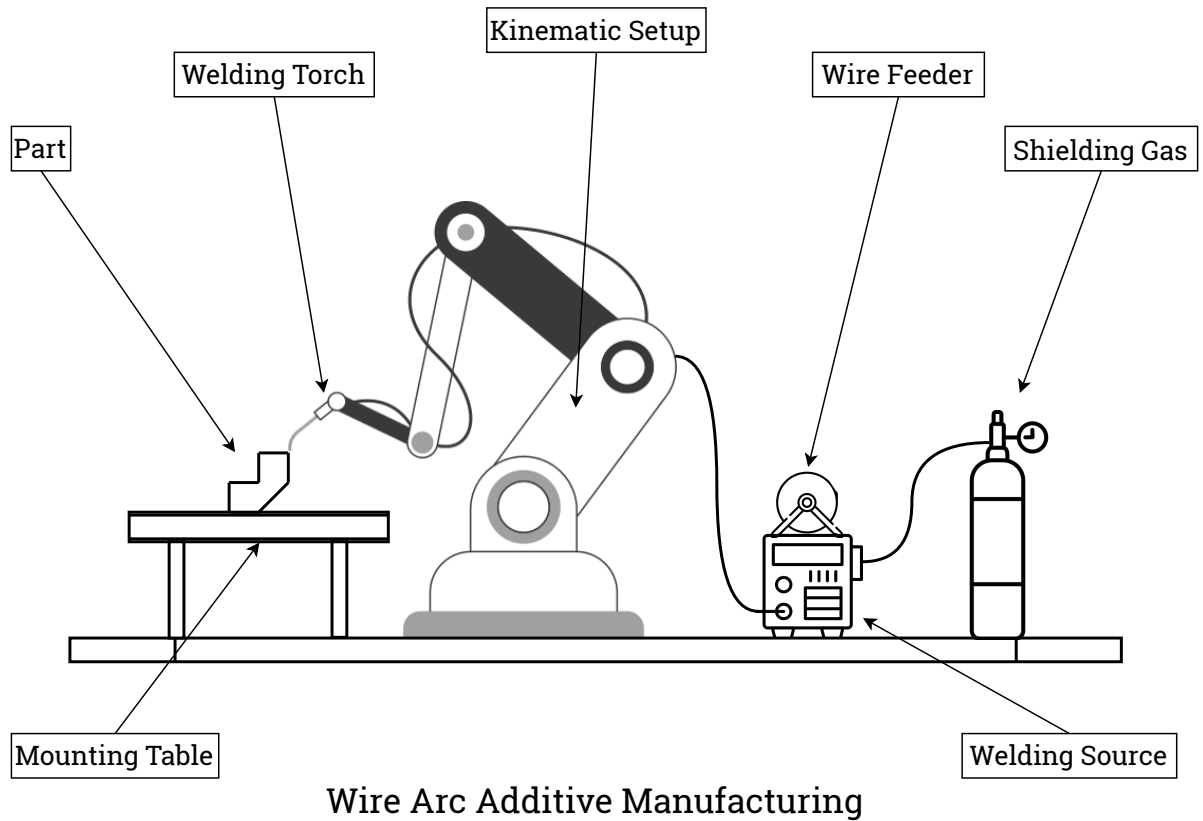 Kinematic Setup
Welding Torch
Wire Feeder
Part
Shielding Gas
Mounting Table
Welding Source
Wire Arc Additive Manufacturing